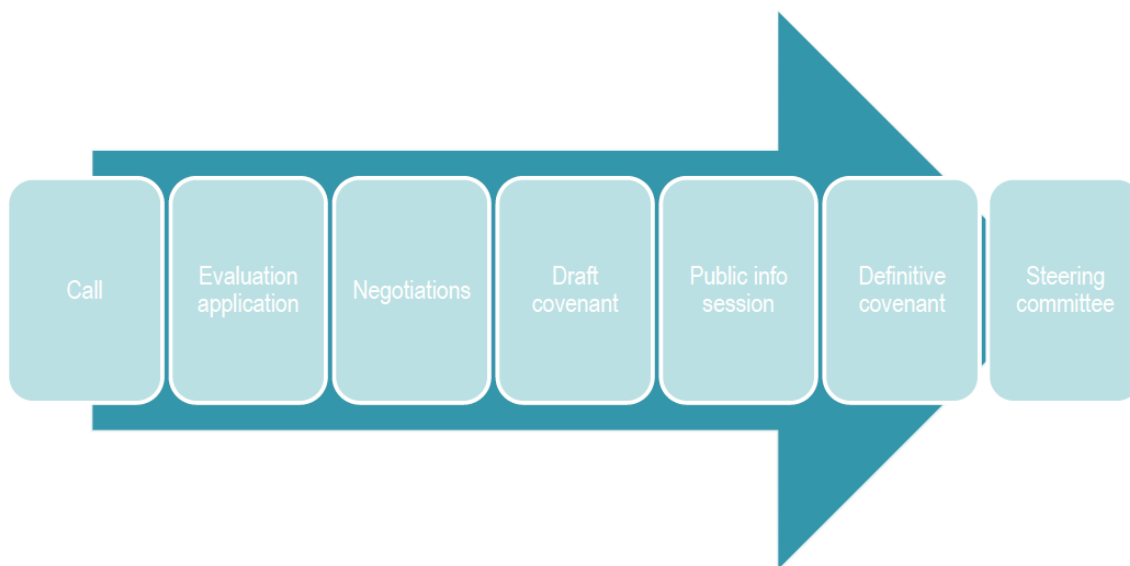 Call
Evaluation
application
Negotiations
Draft
covenant
Public info
session
Definitive
covenant
Steering
committee